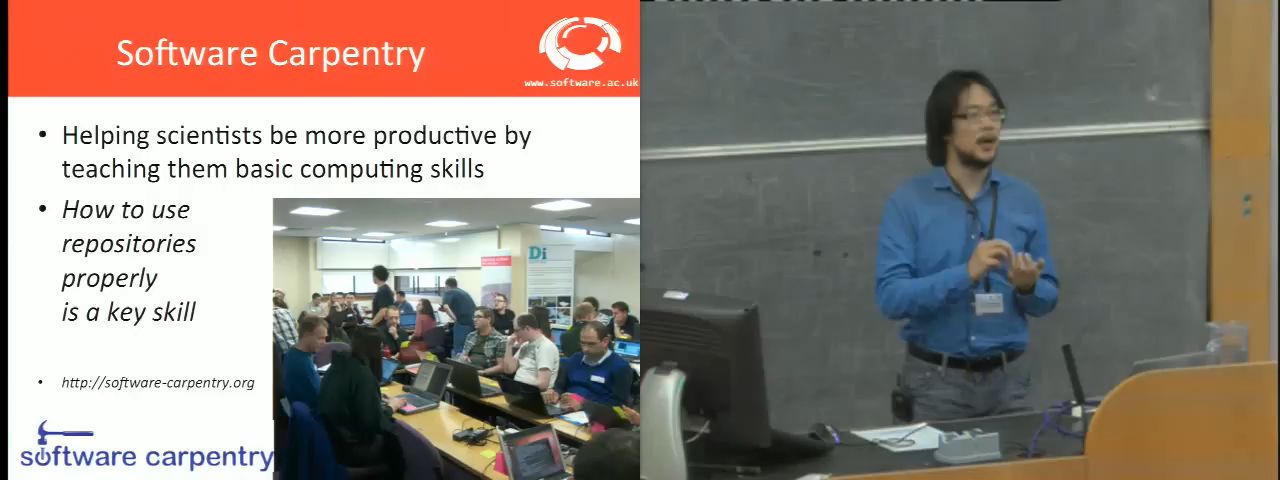 Software Carpentry
www.software.ac.uk
• Helping scientists be more productive by
teaching them basic computing skills
• How to use
repositories
properly
is a key skill
Di
• http://software-carpentry.org
software carpentry